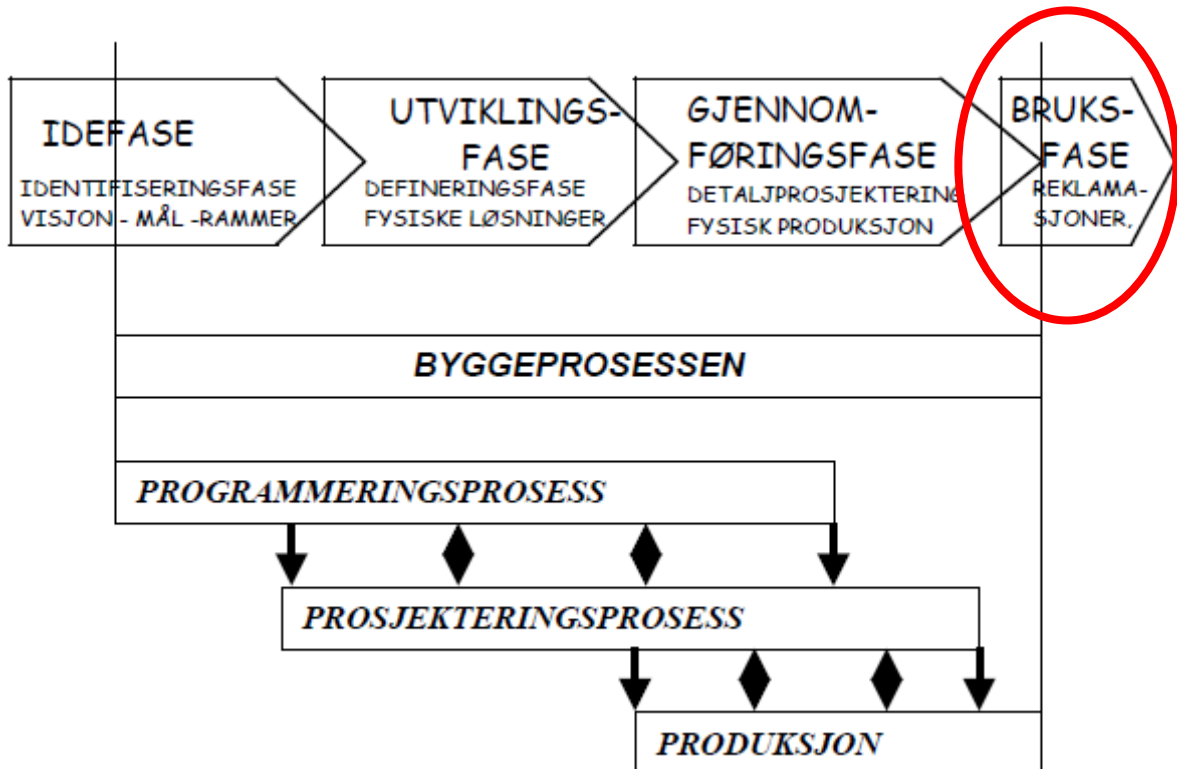 IDEFASE
IDENTIFISERINGSFASE
VISJON - MÅL -RAMMER
UTVIKLINGS-
FASE
DEFINERINGSFASE
FYSISKE LØSNINGER
GJENNOM-
FØRINGSFASE
DETALJPROSJEKTERING
FYSISK PRODUKSJON
BRUKS-
FASE
REKLAMA-
SJONER,
BYGGEPROSESSEN
PROGRAMMERINGSPROSESS
PROSJEKTERINGSPROSESS
PRODUKSJON